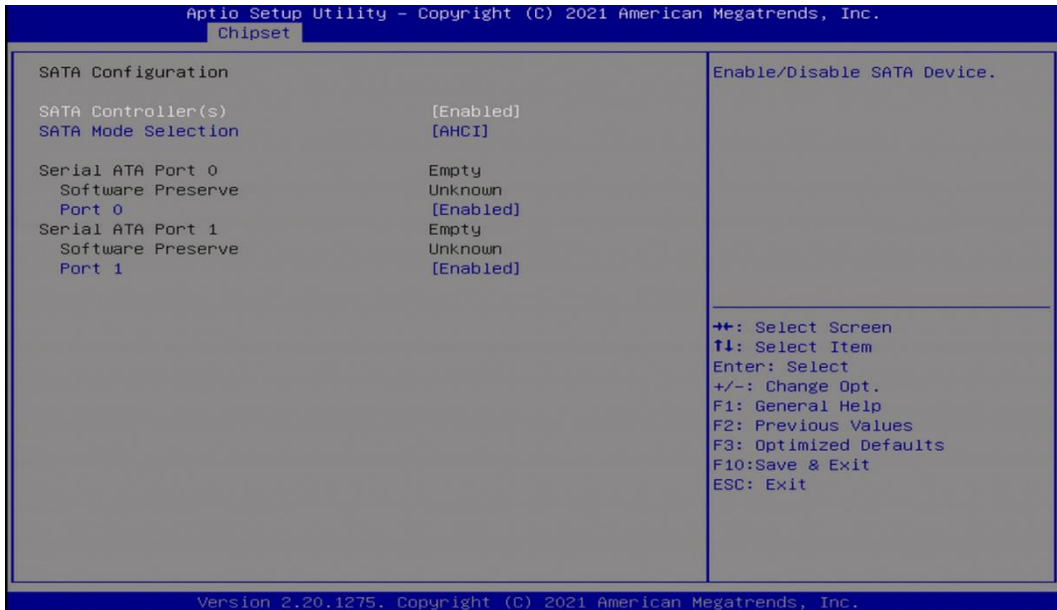 Aptio Setup Utility – Copyright (C) 2021 American Megatrends, Inc.
Chipset
SATA Configuration
SATA Controller(s) [Enabled]
SATA Mode Selection [AHCI]
Serial ATA Port 0 Empty
Software Preserve Unknown
Port 0 [Enabled]
Serial ATA Port 1 Empty
Software Preserve Unknown
Port 1 [Enabled]
Enable/Disable SATA Device.
→←: Select Screen
↑↓: Select Item
Enter: Select
+/-: Change Opt.
F1: General Help
F2: Previous Values
F3: Optimized Defaults
F10:Save & Exit
ESC: Exit
Version 2.20.1275. Copyright (C) 2021 American Megatrends, Inc.